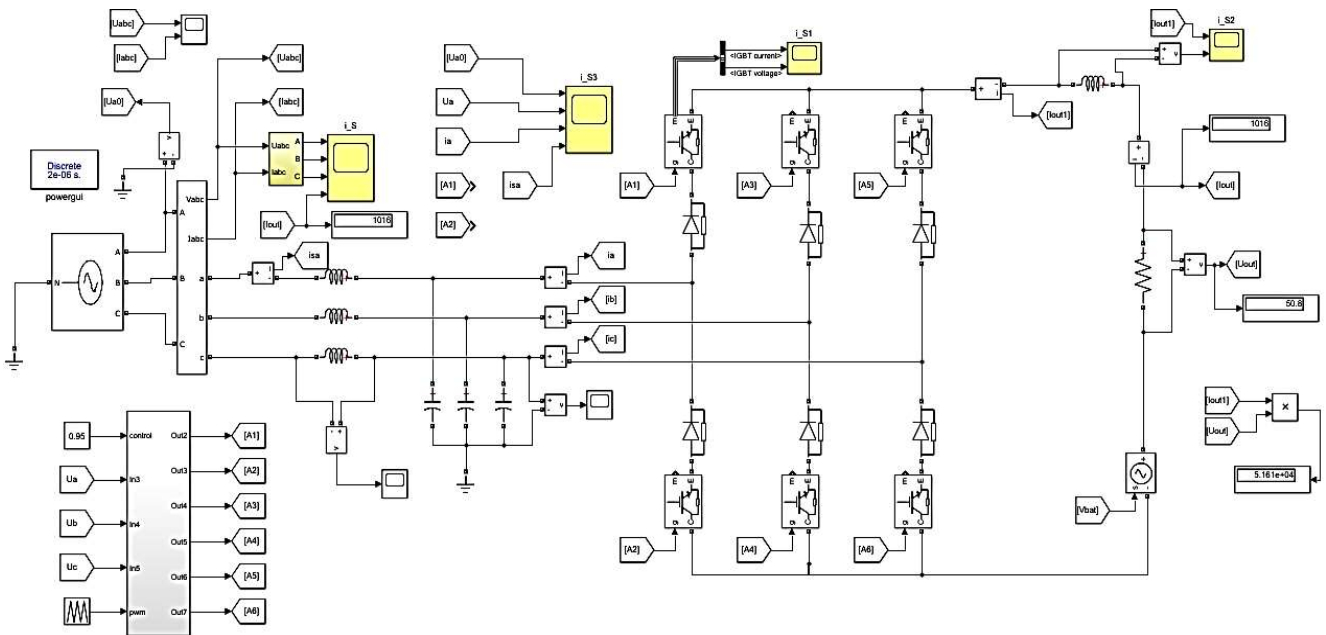 [Uabc]
[Iabc]
[Ua0]
Discrete
2e-06 s.
powergui
N
A
B
C
A
B
C
Vabc
Iabc
a
b
c
[Uabc]
[Iabc]
Uabc
Iabc
A
B
C
i_S
[Iout]
1016
isa
[Ua0]
Ua
ia
isa
[A1]
[A2]
i_S3
ia
[ib]
[ic]
<IGBT current>
<IGBT voltage>
i_S1
E
E
g
C
[A1]
E
E
g
C
[A3]
E
E
g
C
[A5]
E
E
g
C
[A2]
E
E
g
C
[A4]
E
E
g
C
[A6]
[Iout1]
[Iout1]
i_S2
1016
[Iout]
[Uout]
50.8
[Iout1]
[Uout]
×
5.161e+04
[Vbat]
s
0.95
Ua
Ub
Uc
control
In3
In4
In5
pwm
Out2
Out3
Out4
Out5
Out6
Out7
[A1]
[A2]
[A3]
[A4]
[A5]
[A6]